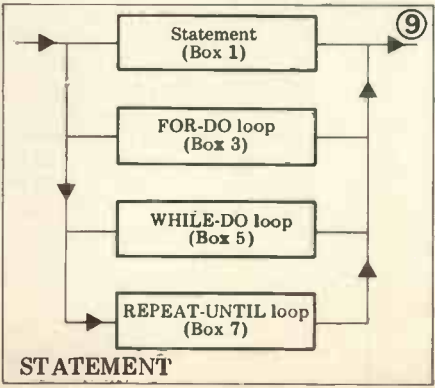 ⑨
Statement
(Box 1)
FOR-DO loop
(Box 3)
WHILE-DO loop
(Box 5)
REPEAT-UNTIL loop
(Box 7)
STATEMENT